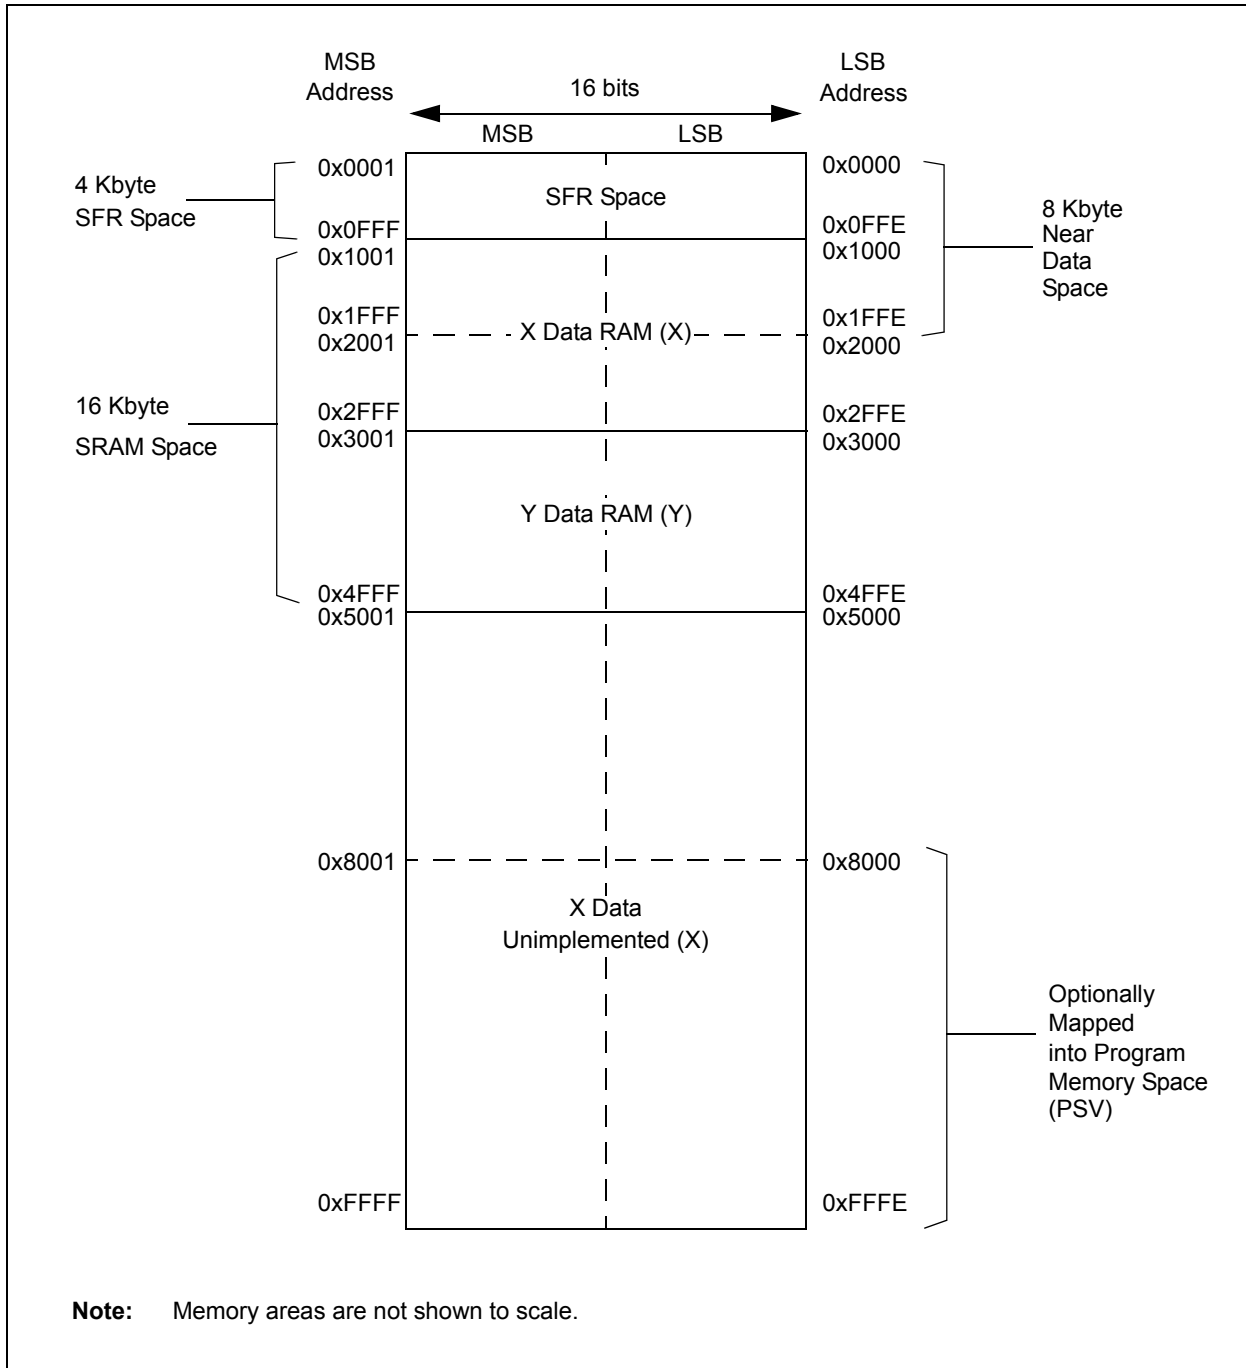 MSB
Address
16 bits
LSB
Address
MSB
LSB
4 Kbyte
SFR Space
0x0001
SFR Space
0x0000
0x0FFF
0x1001
0x0FFE
0x1000
8 Kbyte
Near
Data
Space
0x1FFF
0x2001
X Data RAM (X)
0x1FFE
0x2000
16 Kbyte
SRAM Space
0x2FFF
0x3001
0x2FFE
0x3000
Y Data RAM (Y)
0x4FFF
0x5001
0x4FFE
0x5000
0x8001
0x8000
X Data
Unimplemented (X)
Optionally
Mapped
into Program
Memory Space
(PSV)
0xFFFF
0xFFFE
Note: Memory areas are not shown to scale.